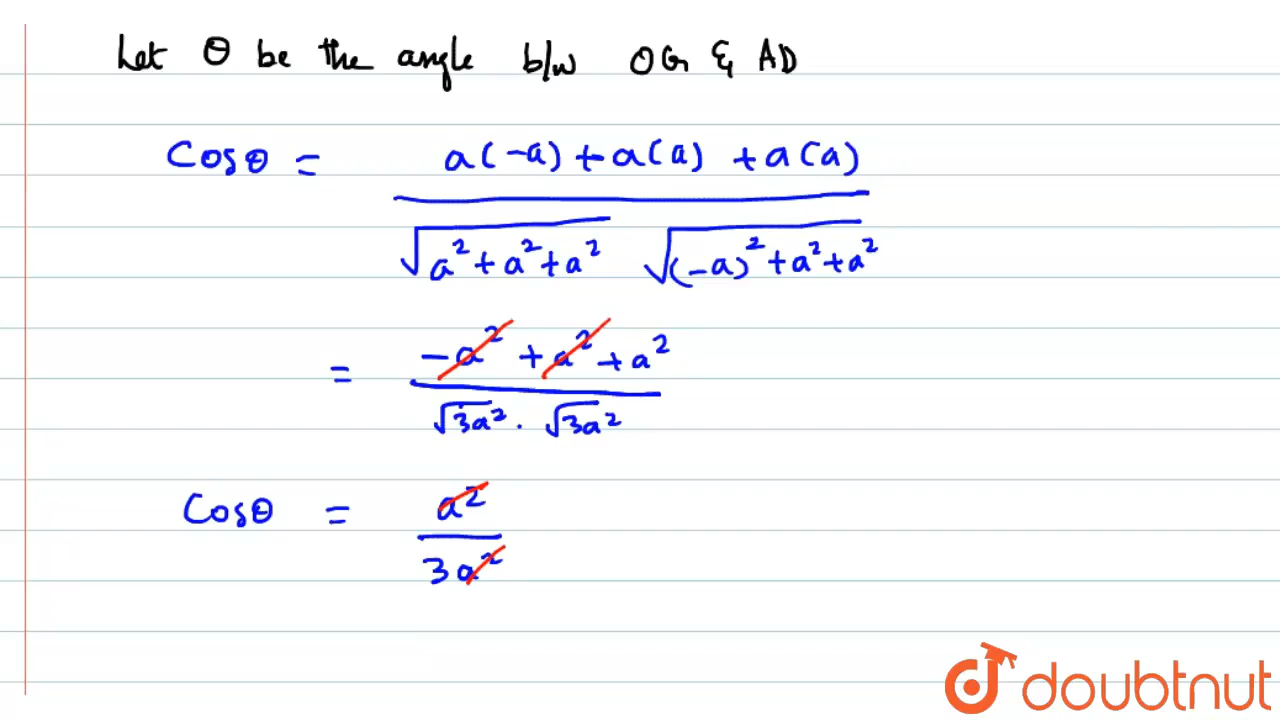 Let θ be the angle b/w OG & AD
Cosθ = a(-a) + a(a) + a(a)
√a² + a² + a² √(-a)² + a² + a²
= -a² + a² + a²
√3a² · √3a²
Cosθ = a²
3a²
doubtnut